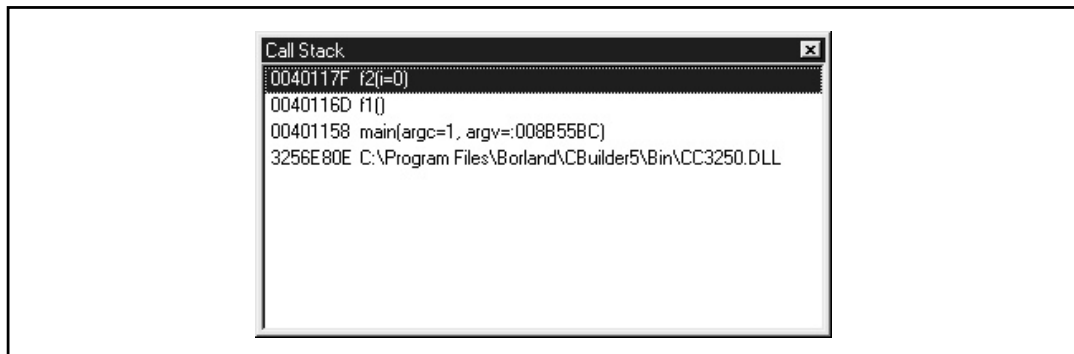 Call Stack
0040117F f2(i=0)
0040116D f1()
00401158 main(argc=1, argv=:008B55BC)
3256E80E C:\Program Files\Borland\CBuilder5\Bin\CC3250.DLL